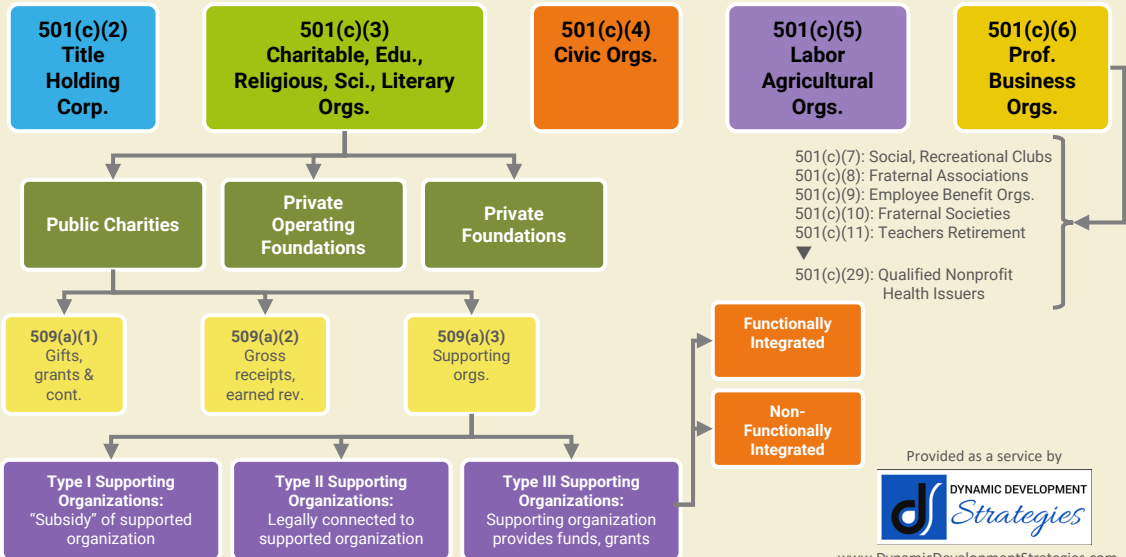 501(c)(2)
Title
Holding
Corp.
501(c)(3)
Charitable, Edu.,
Religious, Sci., Literary
Orgs.
501(c)(4)
Civic Orgs.
501(c)(5)
Labor
Agricultural
Orgs.
501(c)(6)
Prof.
Business
Orgs.
501(c)(7): Social, Recreational Clubs
501(c)(8): Fraternal Associations
501(c)(9): Employee Benefit Orgs.
501(c)(10): Fraternal Societies
501(c)(11): Teachers Retirement
501(c)(29): Qualified Nonprofit
Health Issuers
Public Charities
Private
Operating
Foundations
Private
Foundations
509(a)(1)
Gifts,
grants &
cont.
509(a)(2)
Gross
receipts,
earned rev.
509(a)(3)
Supporting
orgs.
Functionally
Integrated
Non-
Functionally
Integrated
Type I Supporting
Organizations:
“Subsidy” of supported
organization
Type II Supporting
Organizations:
Legally connected to
supported organization
Type III Supporting
Organizations:
Supporting organization
provides funds, grants
Provided as a service by
ds DYNAMIC DEVELOPMENT
Strategies
www.DynamicDevelopmentStrategies.com